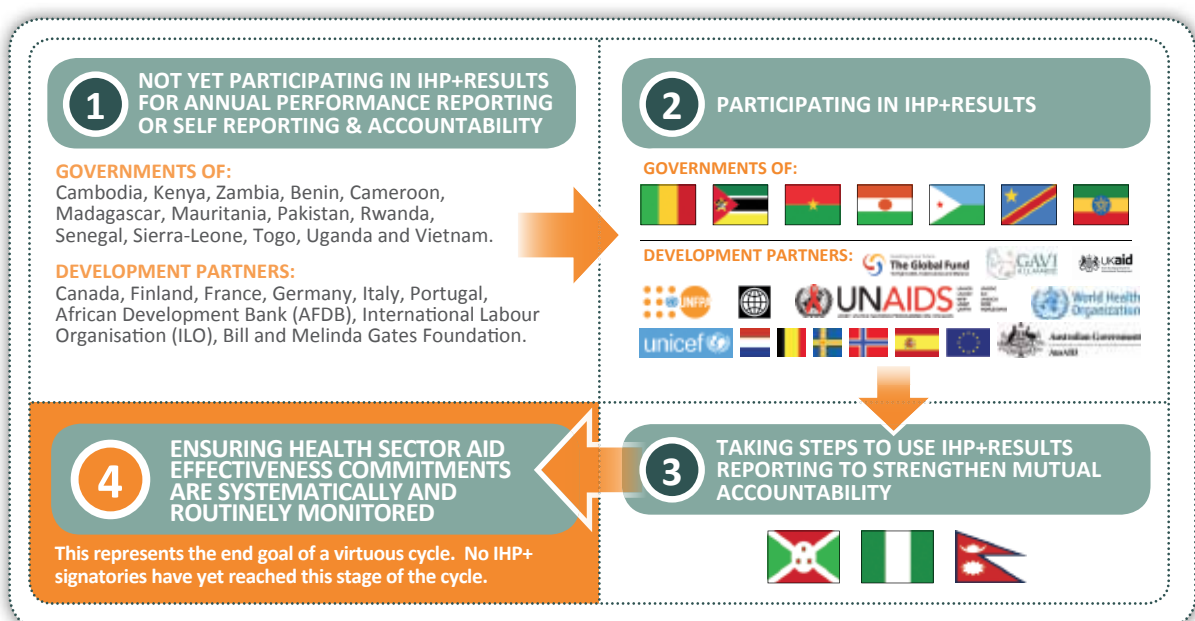 1
NOT YET PARTICIPATING IN IHP+RESULTS
FOR ANNUAL PERFORMANCE REPORTING
OR SELF REPORTING & ACCOUNTABILITY
GOVERNMENTS OF:
Cambodia, Kenya, Zambia, Benin, Cameroon,
Madagascar, Mauritania, Pakistan, Rwanda,
Senegal, Sierra-Leone, Togo, Uganda and Vietnam.
DEVELOPMENT PARTNERS:
Canada, Finland, France, Germany, Italy, Portugal,
African Development Bank (AFDB), International Labour
Organisation (ILO), Bill and Melinda Gates Foundation.
2
PARTICIPATING IN IHP+RESULTS
GOVERNMENTS OF:
DEVELOPMENT PARTNERS:
The Global Fund
GAVI
ALLIANCE
UKaid
UNFPA
UNAIDS
World Health
Organization
unicef
Australian Government
AusAID
3
TAKING STEPS TO USE IHP+RESULTS
REPORTING TO STRENGTHEN MUTUAL
ACCOUNTABILITY
4
ENSURING HEALTH SECTOR AID
EFFECTIVENESS COMMITMENTS
ARE SYSTEMATICALLY AND
ROUTINELY MONITORED
This represents the end goal of a virtuous cycle. No IHP+
signatories have yet reached this stage of the cycle.